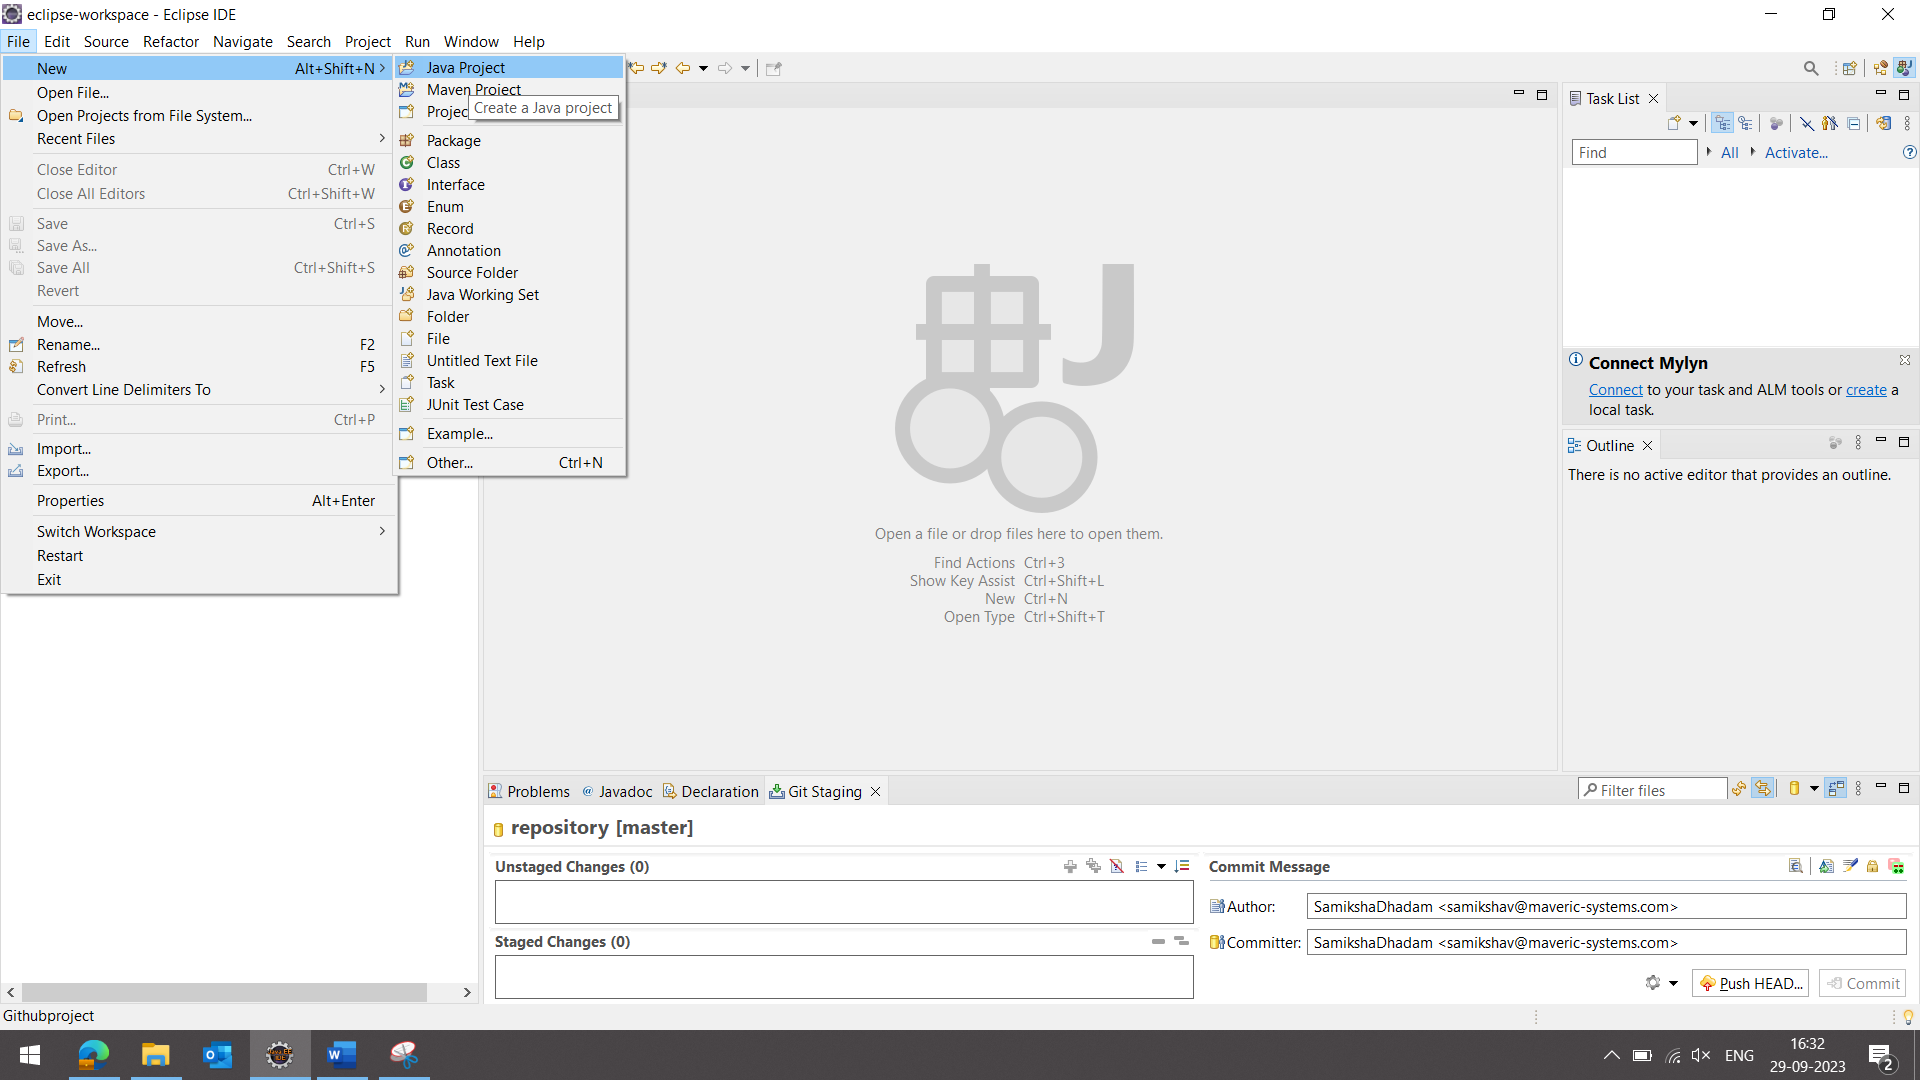 eclipse-workspace - Eclipse IDE
File Edit Source Refactor Navigate Search Project Run Window Help
New Alt+Shift+N
Open File...
Open Projects from File System...
Recent Files
Close Editor Ctrl+W
Close All Editors Ctrl+Shift+W
Save Ctrl+S
Save As...
Save All Ctrl+Shift+S
Revert
Move...
Rename... F2
Refresh F5
Convert Line Delimiters To
Print... Ctrl+P
Import...
Export...
Properties Alt+Enter
Switch Workspace
Restart
Exit
Java Project
Maven Project
Projec
Create a Java project
Package
Class
Interface
Enum
Record
Annotation
Source Folder
Java Working Set
Folder
File
Untitled Text File
Task
JUnit Test Case
Example...
Other... Ctrl+N
Open a file or drop files here to open them.
Find Actions Ctrl+3
Show Key Assist Ctrl+Shift+L
New Ctrl+N
Open Type Ctrl+Shift+T
Task List
Find All Activate...
Connect Mylyn
Connect to your task and ALM tools or create a
local task.
Outline
There is no active editor that provides an outline.
Problems Javadoc Declaration Git Staging
Filter files
repository [master]
Unstaged Changes (0)
Staged Changes (0)
Commit Message
Author: SamikshaDhadam <samikshav@maveric-systems.com>
Committer: SamikshaDhadam <samikshav@maveric-systems.com>
Push HEAD... Commit
Githubproject
ENG
16:32
29-09-2023
2